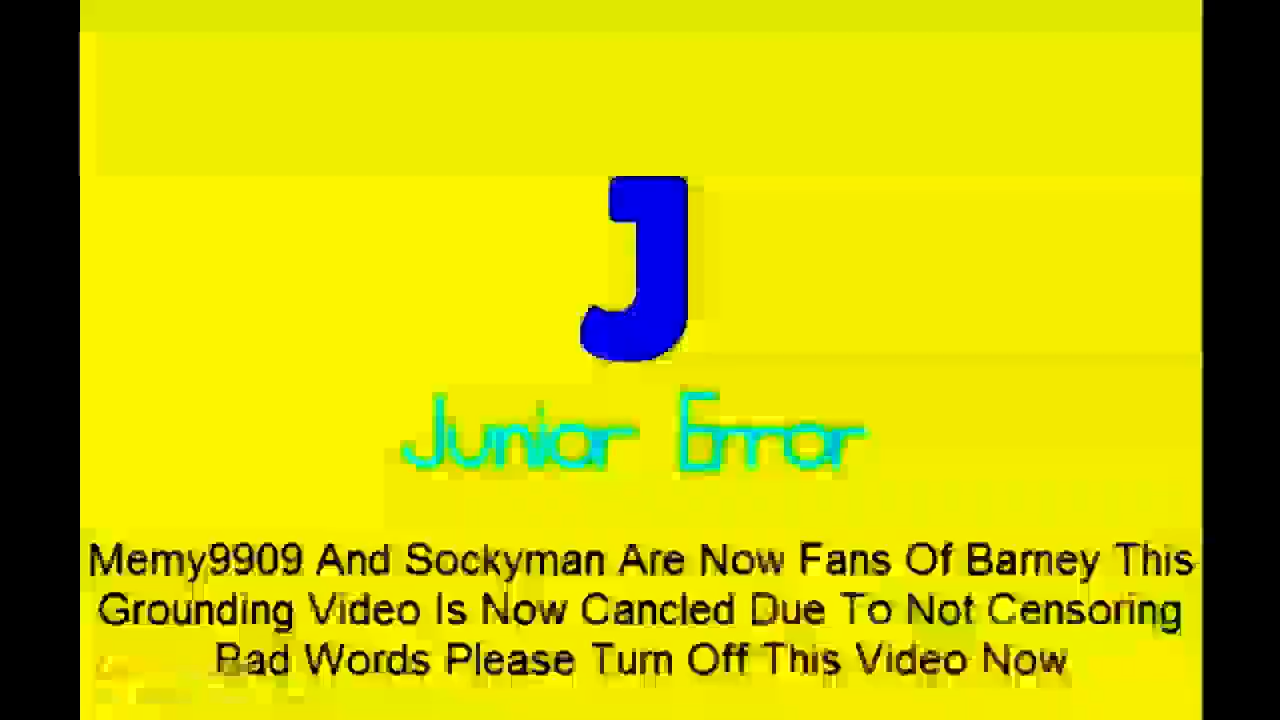 J
Junior Error
Memy9909 And Sockyman Are Now Fans Of Barney This
Grounding Video Is Now Cancled Due To Not Censoring
Bad Words Please Turn Off This Video Now